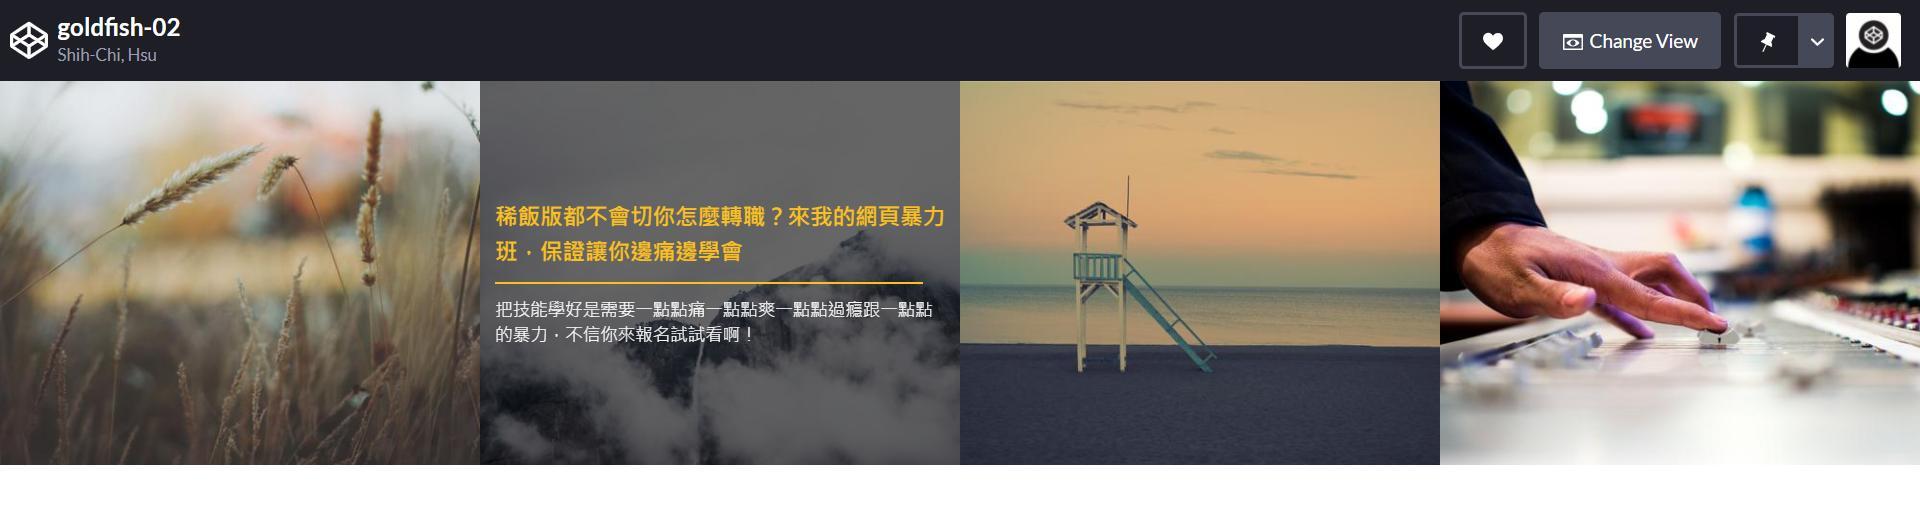 goldfish-02
Shih-Chi, Hsu
Change View
稀飯版都不會切你怎麼轉職？來我的網頁暴力
班，保證讓你邊痛邊學會
把技能學好是需要一點點痛一點點爽一點點過癮跟一點點
的暴力，不信你來報名試試看啊！